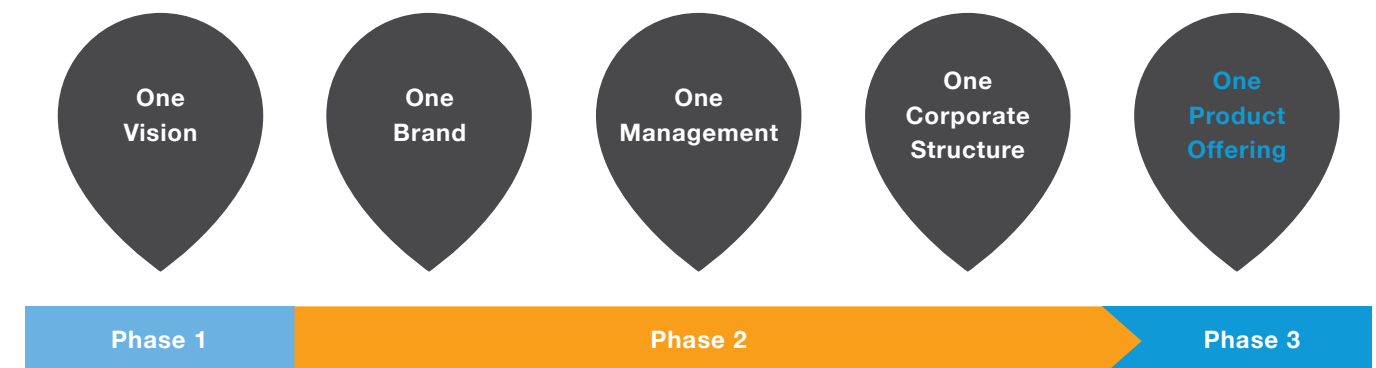 One
Vision
One
Brand
One
Management
One
Corporate
Structure
One
Product
Offering
Phase 1
Phase 2
Phase 3